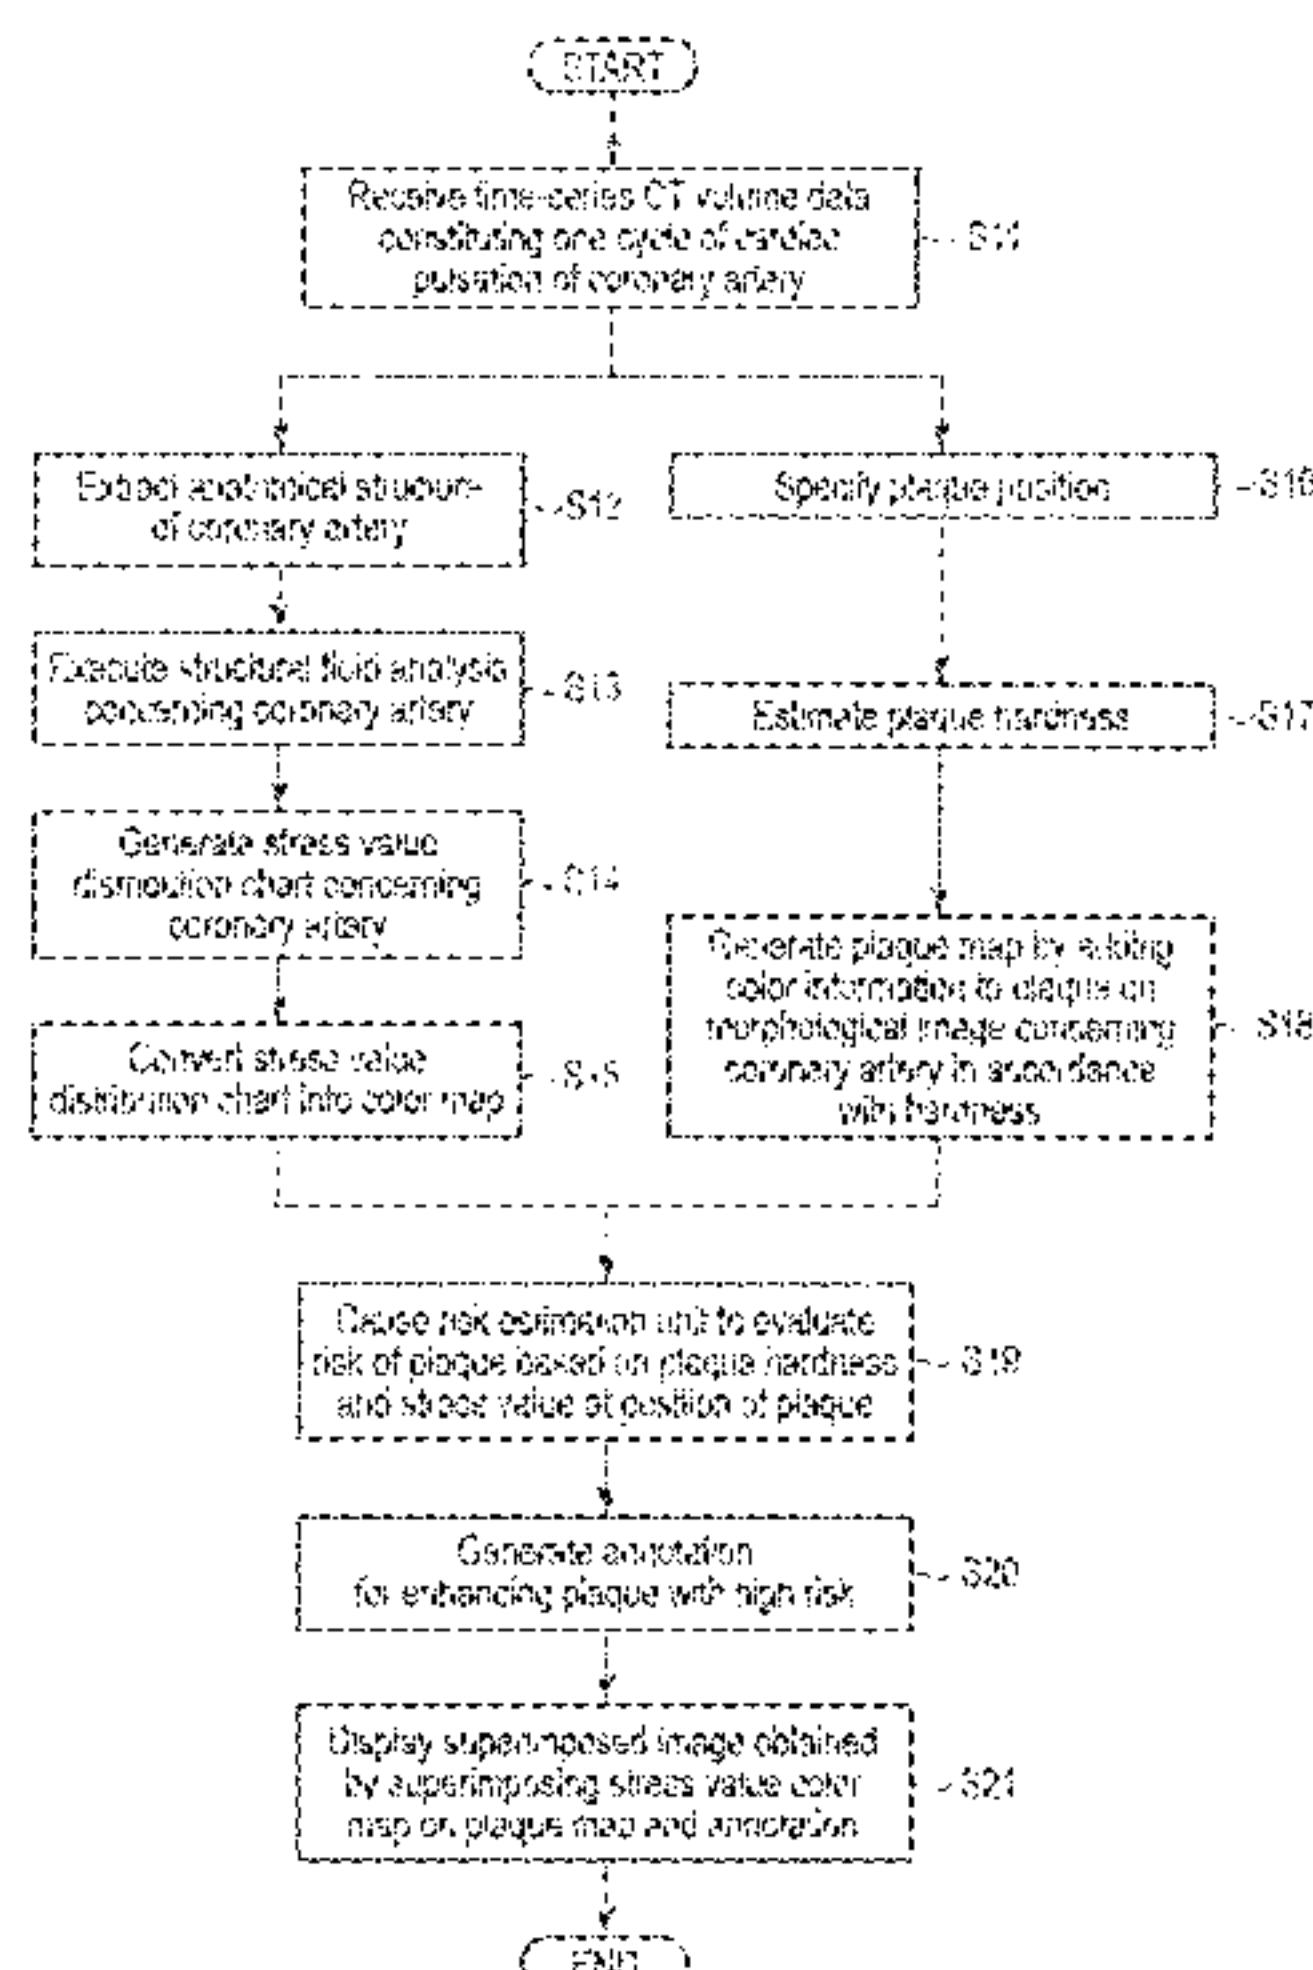 START
Receive time-series CT volume data
constituting one cycle of cardiac
pulsation of coronary artery
S11
Extract anatomical structure
of coronary artery
S12
Execute structural fluid analysis
concerning coronary artery
S13
Generate stress value
distribution chart concerning
coronary artery
S14
Convert stress value
distribution chart into color map
S15
Specify plaque position
S16
Estimate plaque hardness
S17
Generate plaque map by adding
color information to plaque on
morphological image concerning
coronary artery in accordance
with hardness
S18
Cause risk estimation unit to evaluate
risk of plaque based on plaque hardness
and stress value at position of plaque
S19
Generate annotation
for enhancing plaque with high risk
S20
Display superimposed image obtained
by superimposing stress value color
map on plaque map and annotation
S21
END